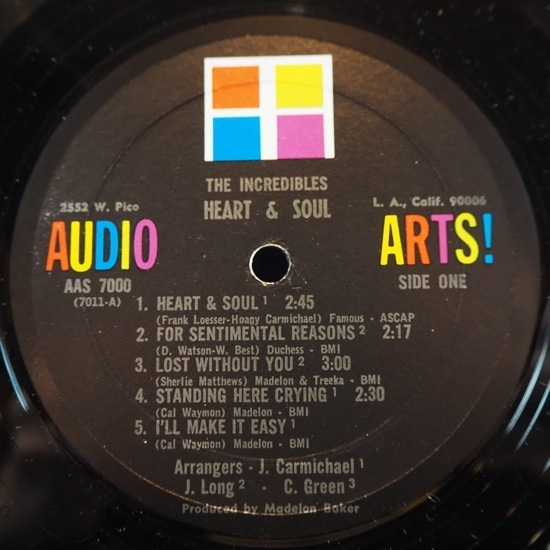 THE INCREDIBLES
HEART & SOUL
2552 W. Pico
L. A., Calif. 90006
AUDIO
ARTS!
AAS 7000
(7011-A)
SIDE ONE
1. HEART & SOUL ¹ 2:45
(Frank Loesser-Hoagy Carmichael) Famous - ASCAP
2. FOR SENTIMENTAL REASONS ² 2:17
(D. Watson-W. Best) Duchess - BMI
3. LOST WITHOUT YOU ² 3:00
(Sherlie Matthews) Madelon & Treeka - BMI
4. STANDING HERE CRYING ¹ 2:30
(Cal Waymon) Madelon - BMI
5. I'LL MAKE IT EASY ¹
(Cal Waymon) Madelon - BMI
Arrangers - J. Carmichael ¹
J. Long ² - C. Green ³
Produced by Madelon Baker